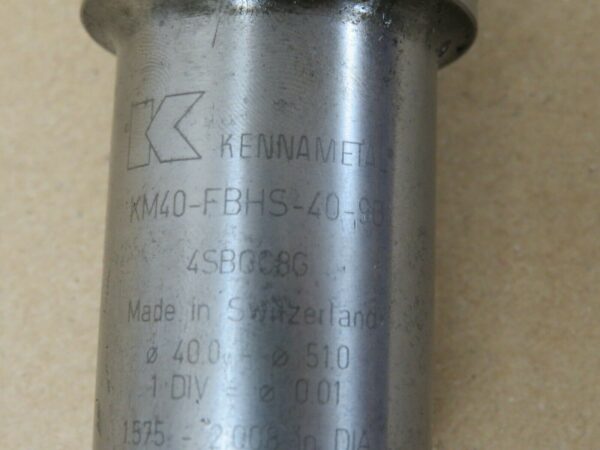 K KENNAMETAL
KM40-FBHS-40-98
Made in Switzerland
ø 40.0 - ø 51.0
1 DIV = ø 0.01
1.575 - 2.008 in DIA